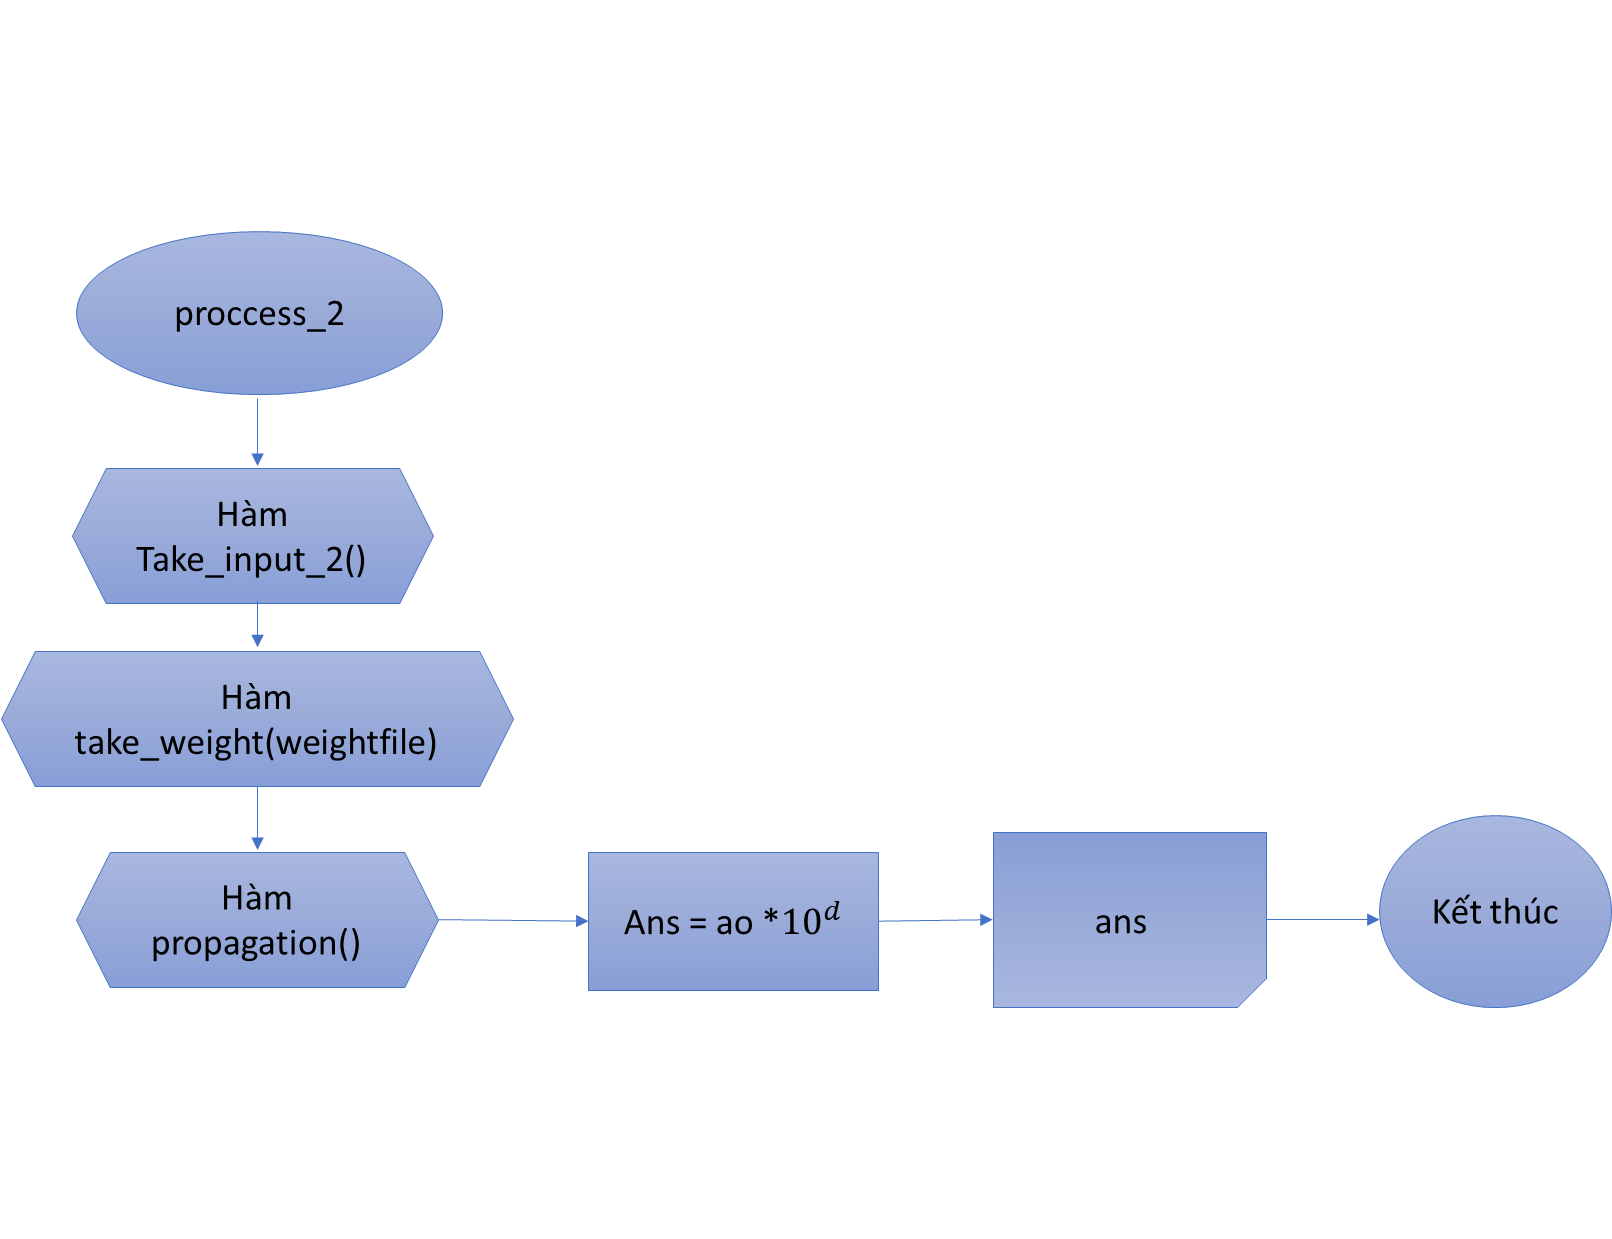 proccess_2
Hàm
Take_input_2()
Hàm
take_weight(weightfile)
Hàm
propagation()
Ans = ao *10^d
ans
Kết thúc